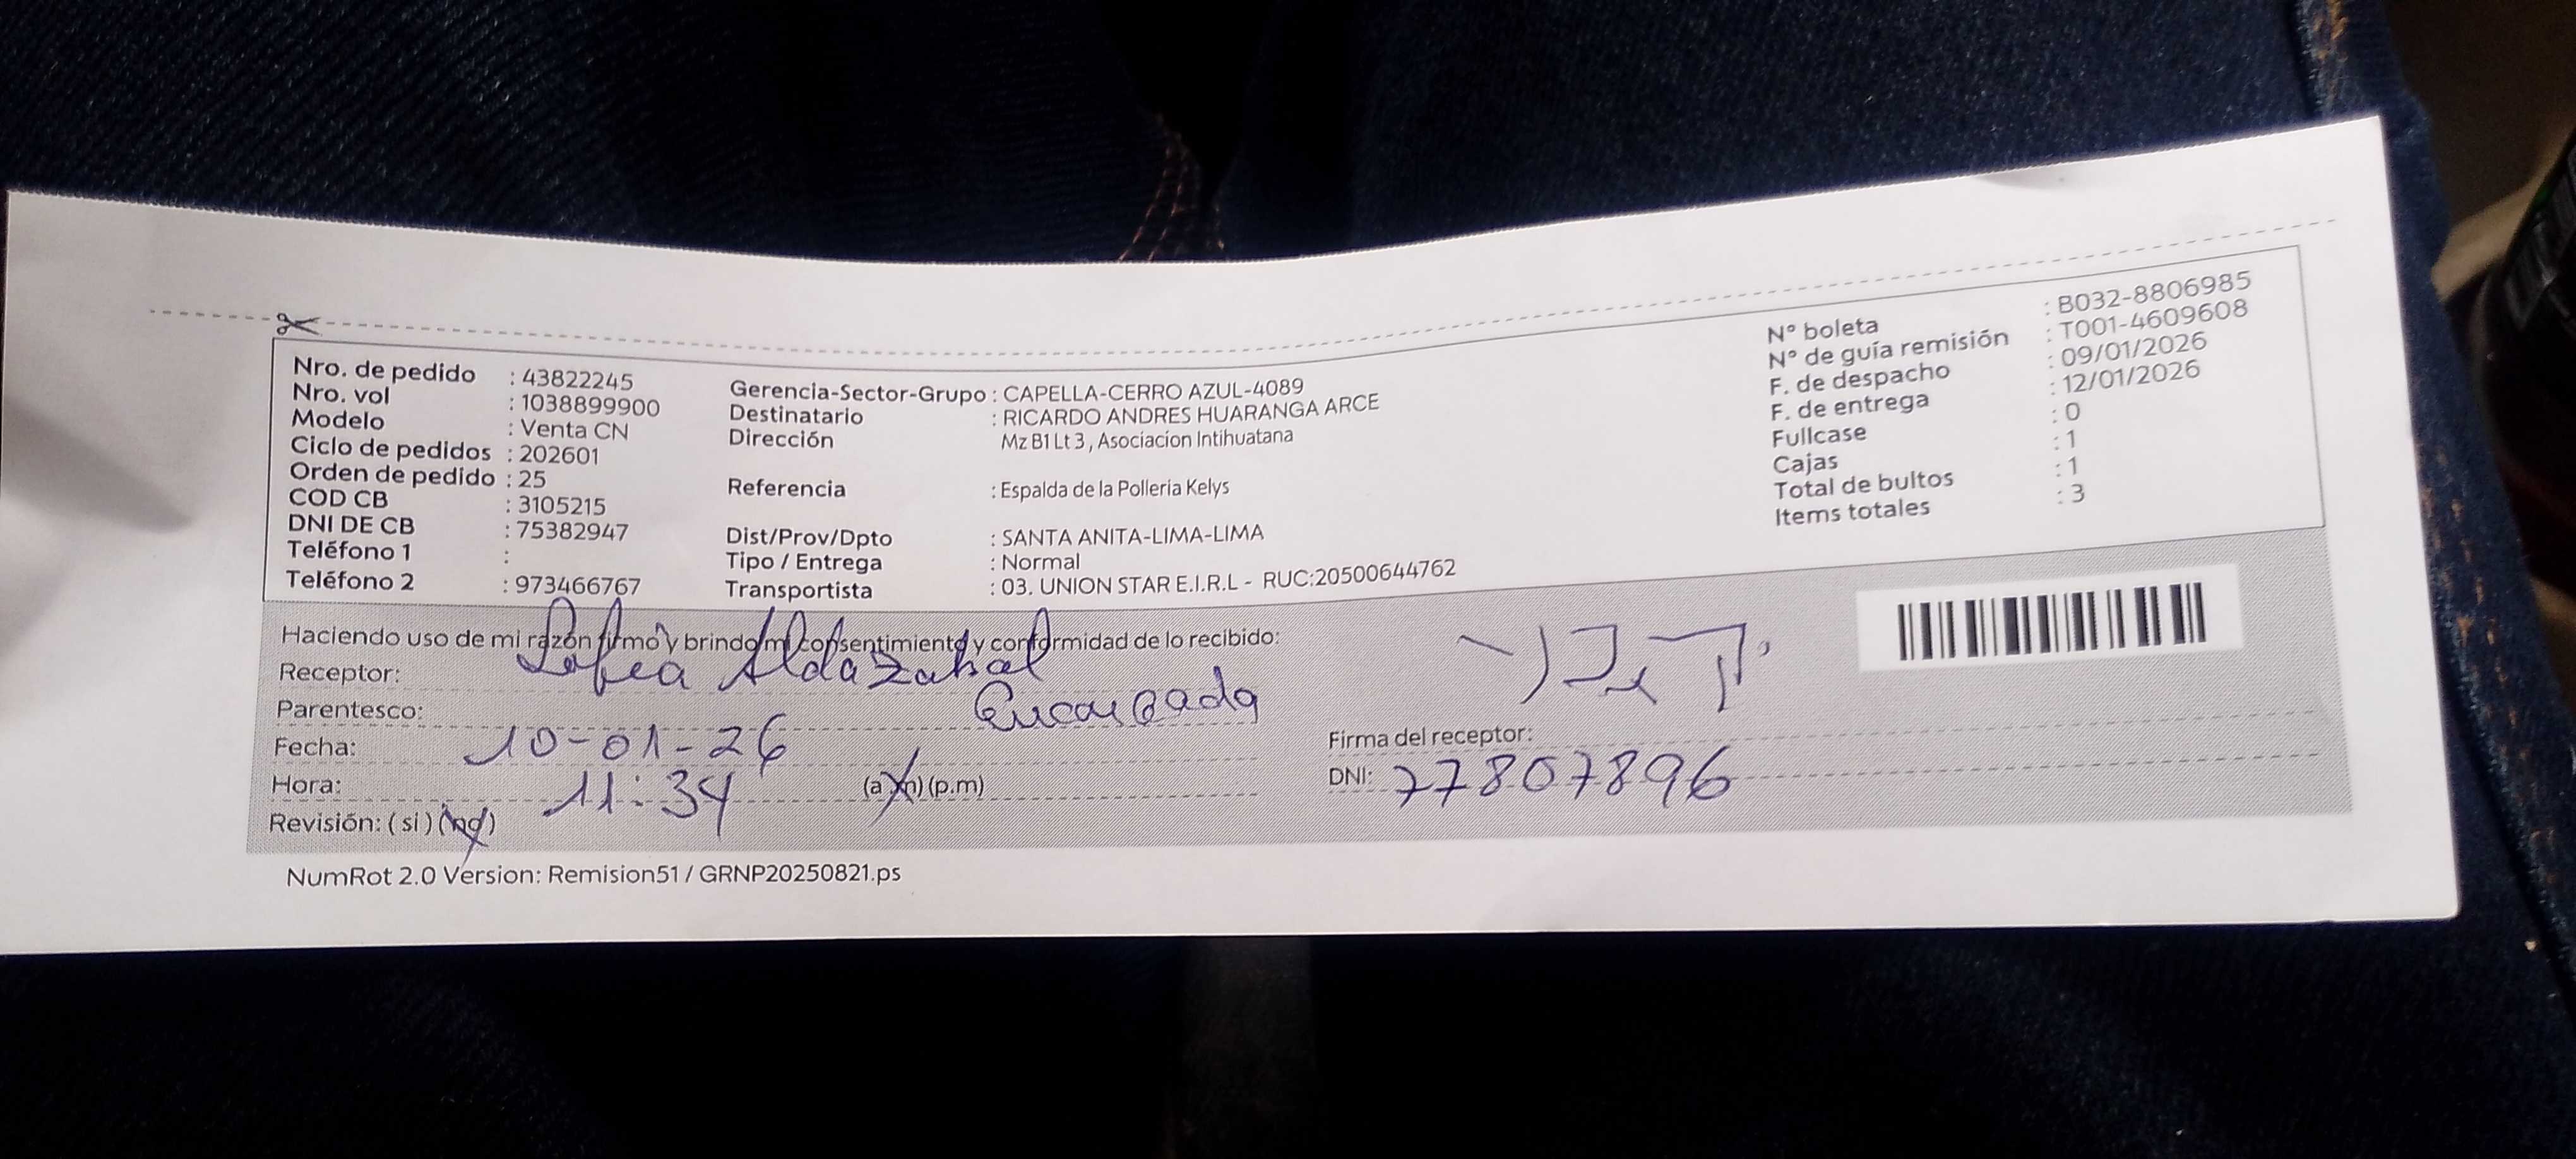 Nro. de pedido : 43822245
Nro. vol : 1038899900
Modelo : Venta CN
Ciclo de pedidos : 202601
Orden de pedido : 25
COD CB : 3105215
DNI DE CB : 75382947
Teléfono 1 :
Teléfono 2 : 973466767
Gerencia-Sector-Grupo : CAPELLA-CERRO AZUL-4089
Destinatario : RICARDO ANDRES HUARANGA ARCE
Dirección Mz B1 Lt 3 , Asociacion Intihuatana
Referencia : Espalda de la Polleria Kelys
Dist/Prov/Dpto : SANTA ANITA-LIMA-LIMA
Tipo / Entrega : Normal
Transportista : 03. UNION STAR E.I.R.L - RUC:20500644762
N° boleta : B032-8806985
N° de guía remisión : T001-4609608
F. de despacho : 09/01/2026
F. de entrega : 12/01/2026
Fullcase : 0
Cajas : 1
Total de bultos : 1
Items totales : 3
Haciendo uso de mi razón firmo y brindo mi consentimiento y conformidad de lo recibido:
Receptor: Aldazabal
Parentesco: Encargada
Fecha: 10-01-26
Hora: 11:34 (a.m) (p.m)
Revisión: ( si ) ( no )
Firma del receptor:
DNI: 77807896
NumRot 2.0 Version: Remision51 / GRNP20250821.ps